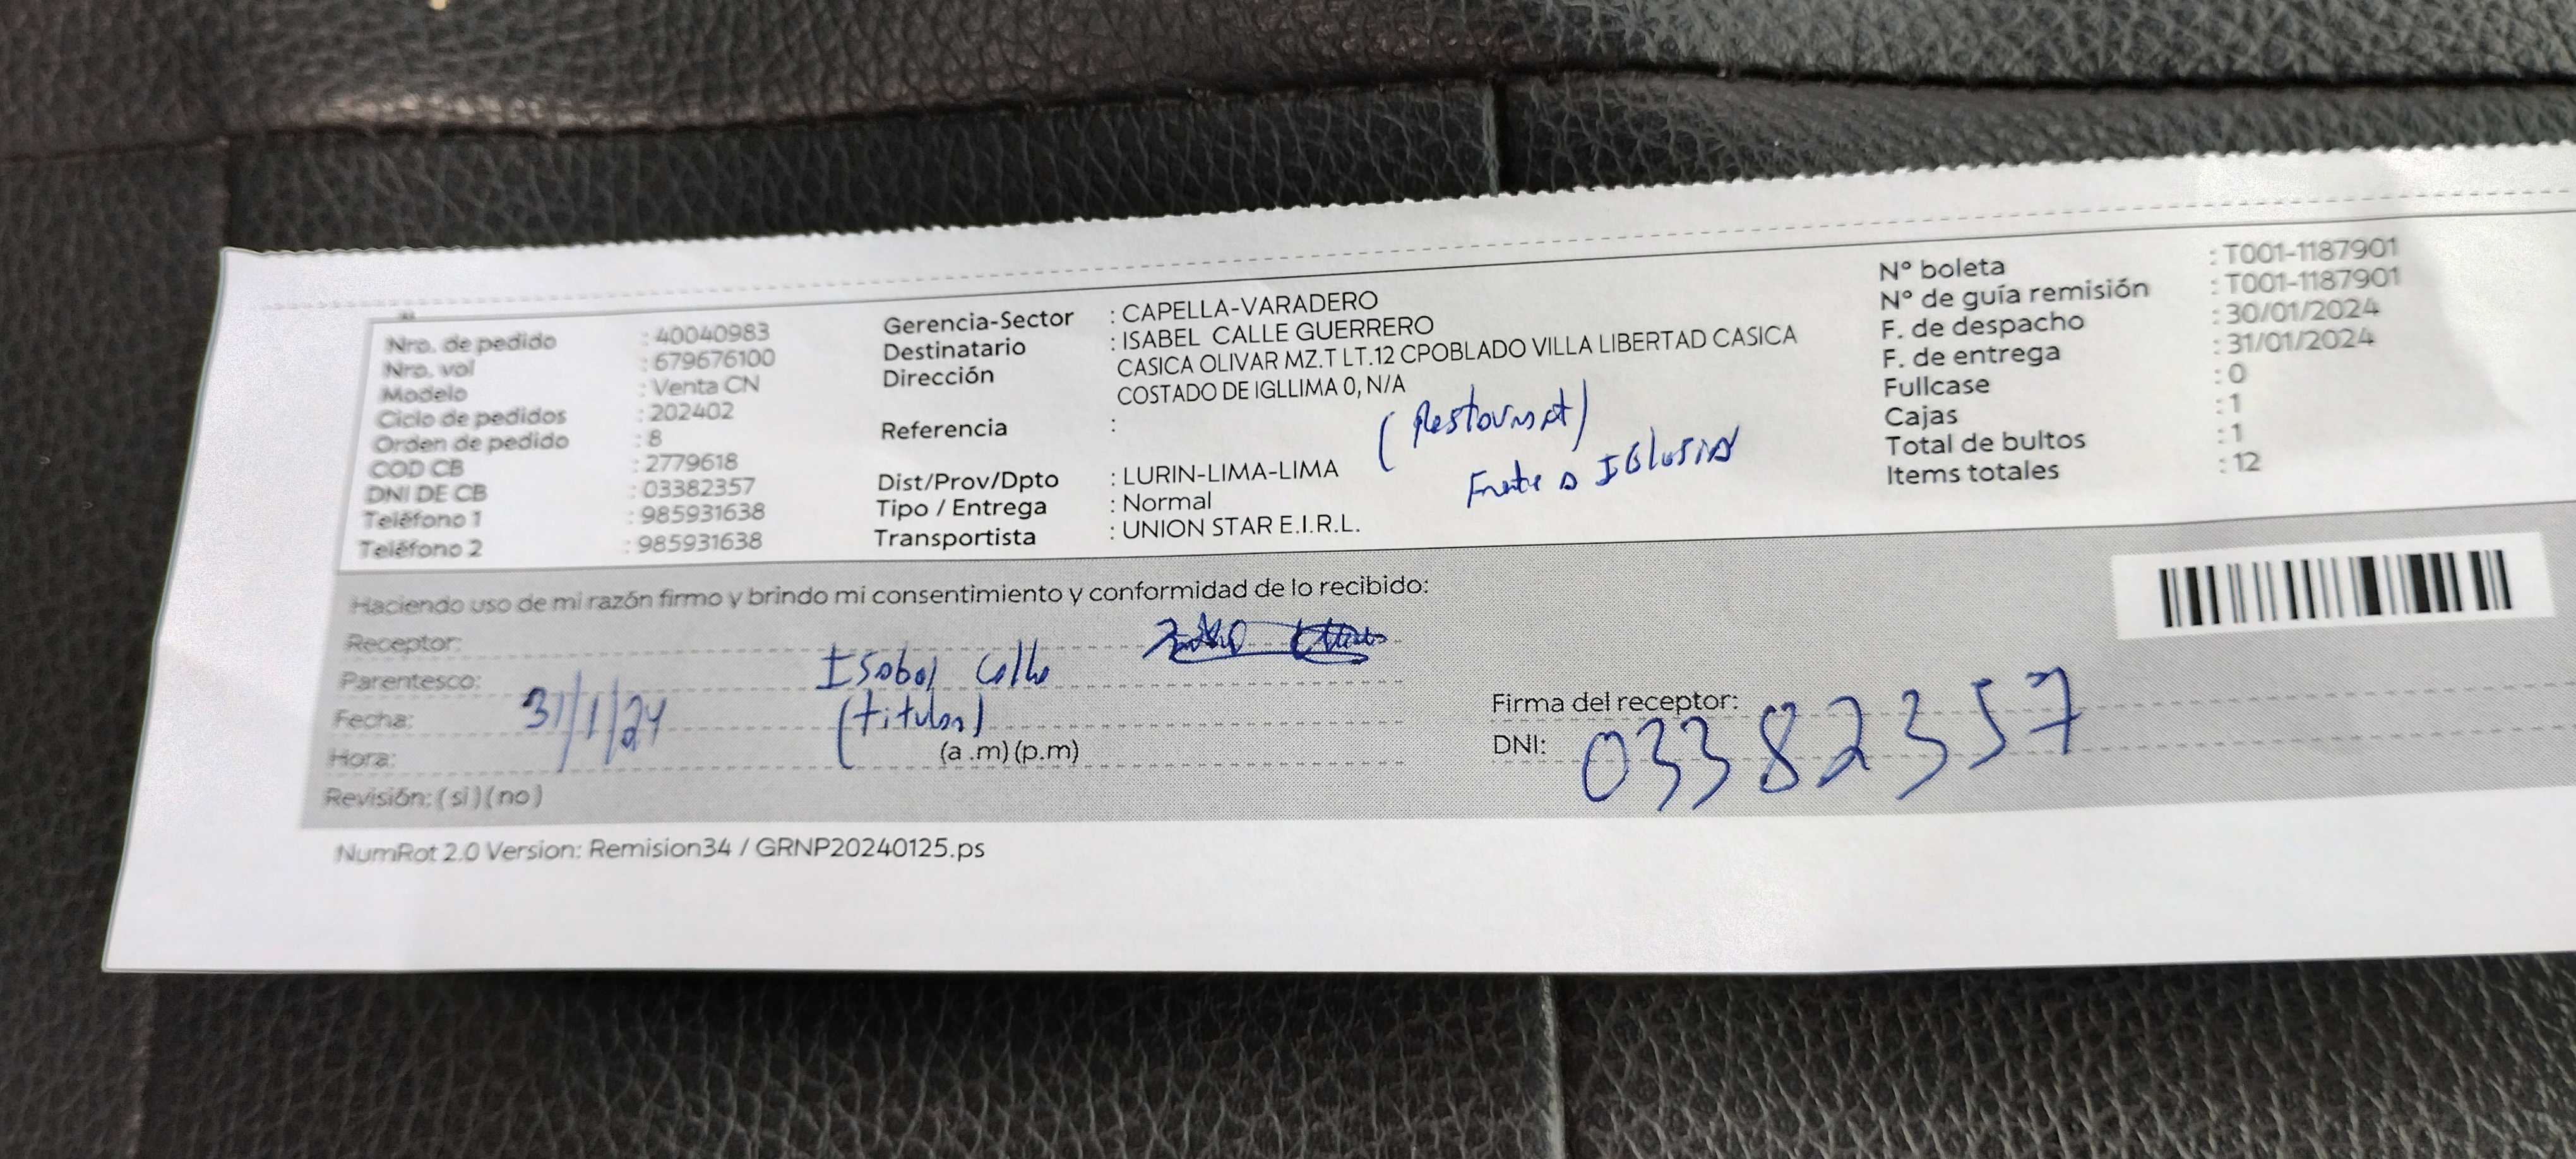 Nro. de pedido : 40040983
Nro. vol : 679676100
Modelo : Venta CN
Ciclo de pedidos : 202402
Orden de pedido : 8
COD CB : 2779618
DNI DE CB : 03382357
Teléfono 1 : 985931638
Teléfono 2 : 985931638
Gerencia-Sector : CAPELLA-VARADERO
Destinatario : ISABEL CALLE GUERRERO
Dirección CASICA OLIVAR MZ.T LT.12 CPOBLADO VILLA LIBERTAD CASICA
COSTADO DE IGLLIMA 0, N/A
Referencia :
Dist/Prov/Dpto : LURIN-LIMA-LIMA
Tipo / Entrega : Normal
Transportista : UNION STAR E.I.R.L.
Frente a Iglesia
N° boleta : T001-1187901
N° de guía remisión : T001-1187901
F. de despacho : 30/01/2024
F. de entrega : 31/01/2024
Fullcase : 0
Cajas : 1
Total de bultos : 1
Items totales : 12
Haciendo uso de mi razón firmo y brindo mi consentimiento y conformidad de lo recibido:
Receptor:
Isabel Calle
Parentesco:
(titular)
Fecha: 31/1/24
Hora: (a .m) (p.m)
Revisión: ( si ) ( no )
Firma del receptor:
DNI: 03382357
NumRot 2.0 Version: Remision34 / GRNP20240125.ps